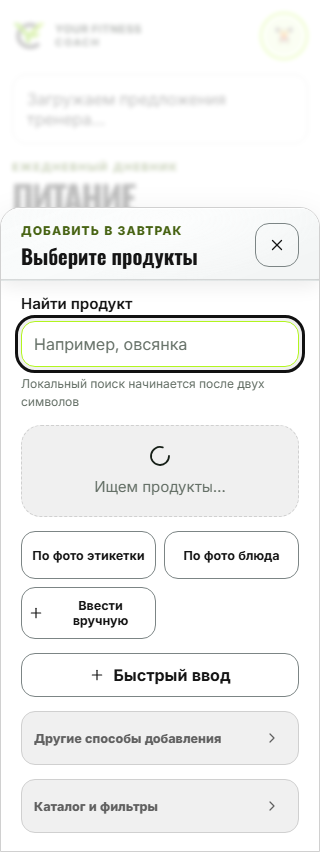 YOUR FITNESS
COACH
Загружаем предложения
тренера...
ЕЖЕДНЕВНЫЙ ДНЕВНИК
ПИТАНИЕ
ДОБАВИТЬ В ЗАВТРАК
Выберите продукты
Найти продукт
Например, овсянка
Локальный поиск начинается после двух
символов
Ищем продукты...
По фото этикетки
По фото блюда
Ввести
вручную
Быстрый ввод
Другие способы добавления
Каталог и фильтры